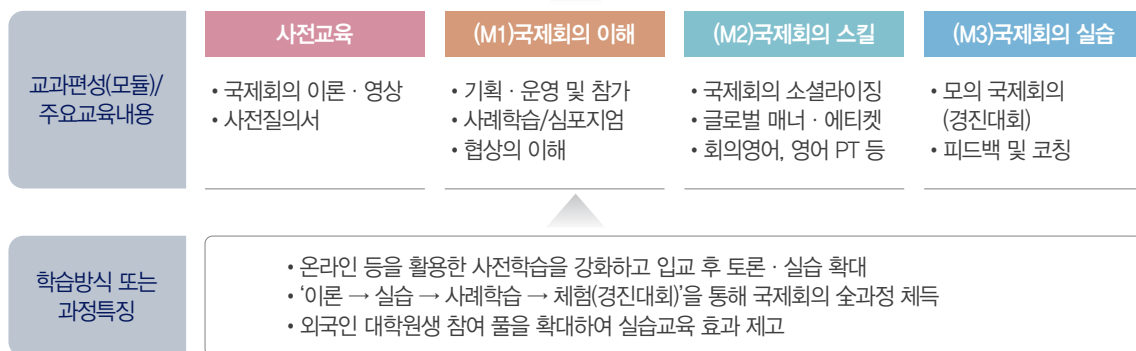 교과편성(모듈)/
주요교육내용
사전교육
• 국제회의 이론 · 영상
• 사전질의서
(M1)국제회의 이해
• 기획 · 운영 및 참가
• 사례학습/심포지엄
• 협상의 이해
(M2)국제회의 스킬
• 국제회의 소셜라이징
• 글로벌 매너 · 에티켓
• 회의영어, 영어 PT 등
(M3)국제회의 실습
• 모의 국제회의
(경진대회)
• 피드백 및 코칭
학습방식 또는
과정특징
• 온라인 등을 활용한 사전학습을 강화하고 입교 후 토론 · 실습 확대
• ‘이론 → 실습 → 사례학습 → 체험(경진대회)’을 통해 국제회의 全과정 체득
• 외국인 대학원생 참여 풀을 확대하여 실습교육 효과 제고